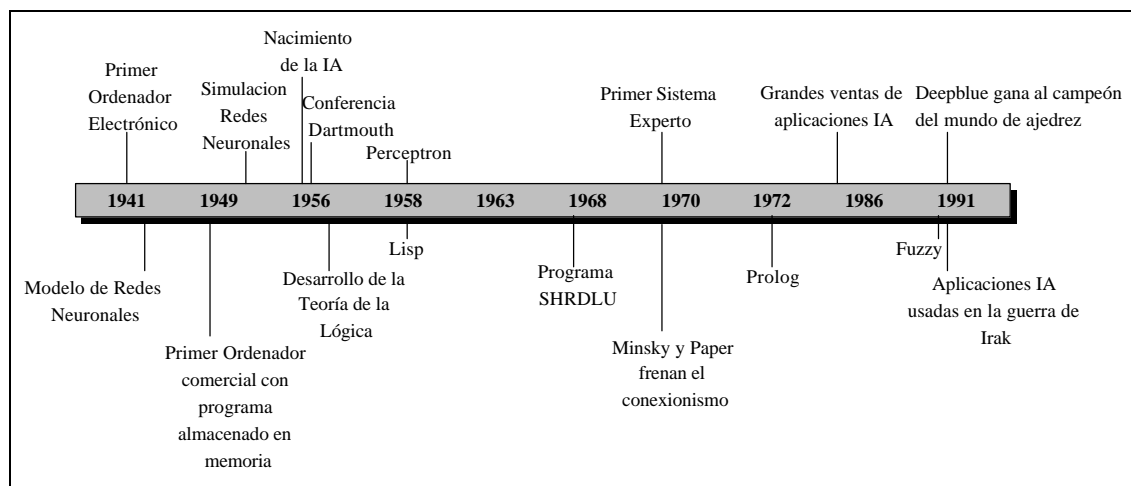 Primer
Ordenador
Electrónico
Simulacion
Redes
Neuronales
Nacimiento
de la IA
Conferencia
Dartmouth
Perceptron
Primer Sistema
Experto
Grandes ventas de
aplicaciones IA
Deepblue gana al campeón
del mundo de ajedrez
1941 1949 1956 1958 1963 1968 1970 1972 1986 1991
Modelo de Redes
Neuronales
Primer Ordenador
comercial con
programa
almacenado en
memoria
Desarrollo de la
Teoría de la
Lógica
Lisp
Programa
SHRDLU
Minsky y Paper
frenan el
conexionismo
Prolog
Fuzzy
Aplicaciones IA
usadas en la guerra de
Irak